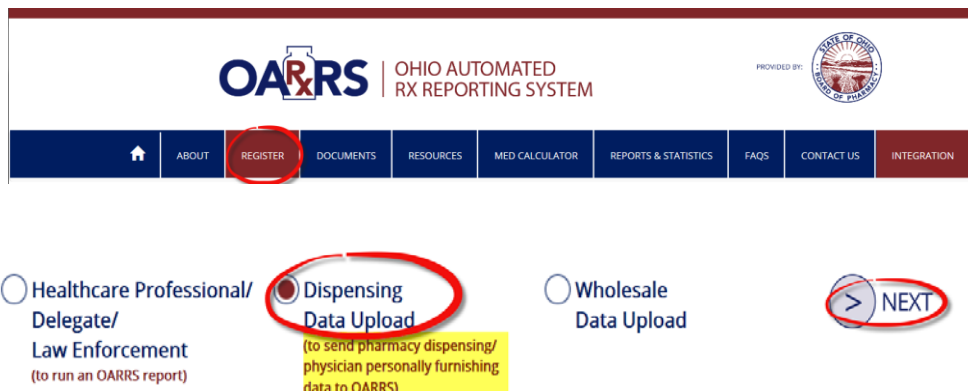 OARxRS
OHIO AUTOMATED
RX REPORTING SYSTEM
PROVIDED BY:
STATE OF OHIO
BOARD OF PHARMACY
ABOUT
REGISTER
DOCUMENTS
RESOURCES
MED CALCULATOR
REPORTS & STATISTICS
FAQS
CONTACT US
INTEGRATION
Healthcare Professional/
Delegate/
Law Enforcement
(to run an OARRS report)
Dispensing
Data Upload
(to send pharmacy dispensing/
physician personally furnishing
data to OARRS)
Wholesale
Data Upload
> NEXT